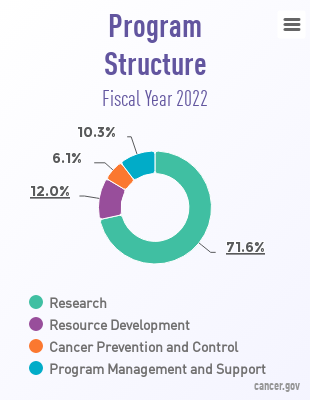 Program
Structure
Fiscal Year 2022
10.3%
6.1%
12.0%
71.6%
Research
Resource Development
Cancer Prevention and Control
Program Management and Support
cancer.gov